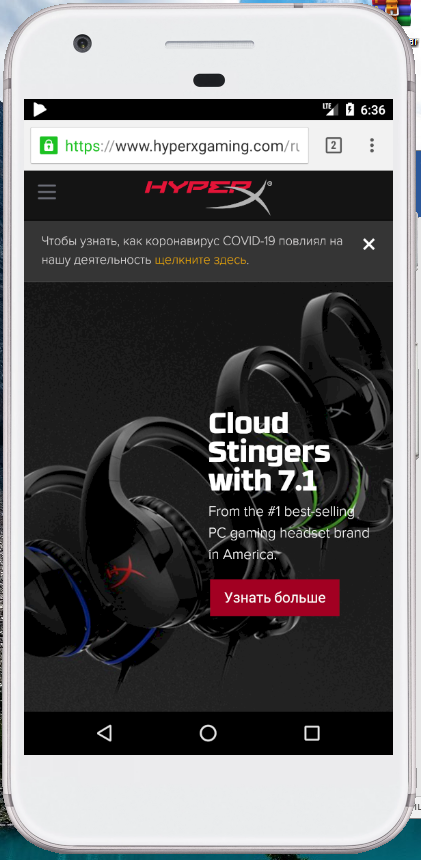 LTE 6:36
https://www.hyperxgaming.com/ru
2
HYPERX®
Чтобы узнать, как коронавирус COVID-19 повлиял на
нашу деятельность щелкните здесь.
Cloud
Stingers
with 7.1
From the #1 best-selling
PC gaming headset brand
in America.
Узнать больше